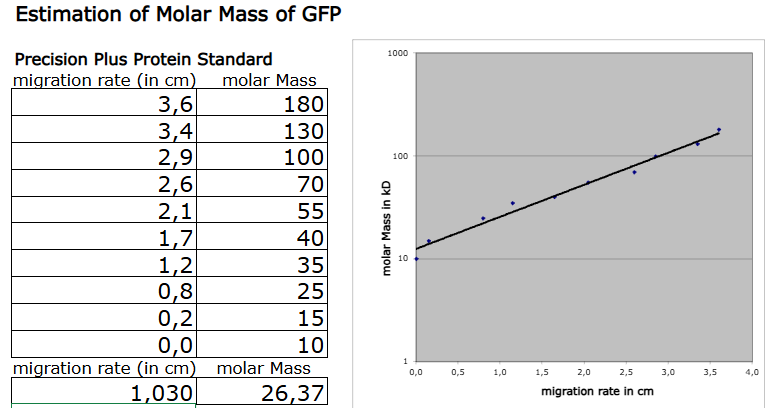 Estimation of Molar Mass of GFP
Precision Plus Protein Standard
migration rate (in cm) molar Mass
3,6 180
3,4 130
2,9 100
2,6 70
2,1 55
1,7 40
1,2 35
0,8 25
0,2 15
0,0 10
migration rate (in cm) molar Mass
1,030 26,37
1000
100
10
1
molar Mass in kD
0,0 0,5 1,0 1,5 2,0 2,5 3,0 3,5 4,0
migration rate in cm